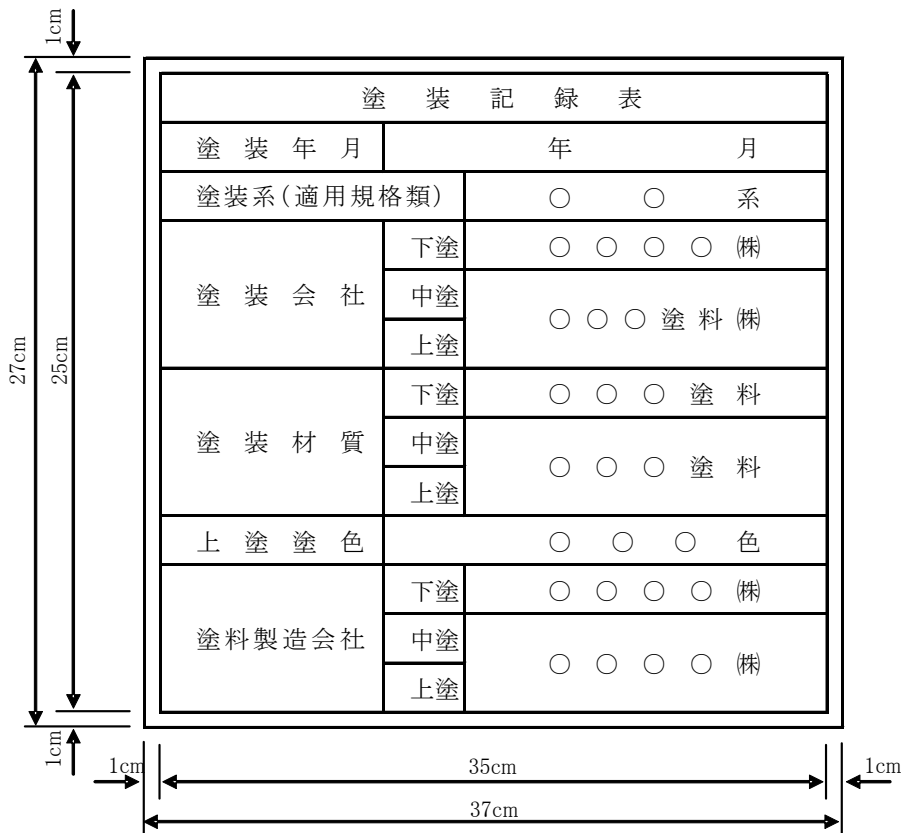 1cm
塗装記録表
塗装年月 年 月
塗装系(適用規格類) ○ ○ 系
塗装会社 下塗 ○○○○㈱
中塗 ○○○塗料㈱
上塗
塗装材質 下塗 ○○○塗料
中塗 ○○○塗料
上塗
上塗塗色 ○○○色
塗料製造会社 下塗 ○○○○㈱
中塗 ○○○○㈱
上塗
27cm
25cm
1cm
1cm 35cm 1cm
37cm